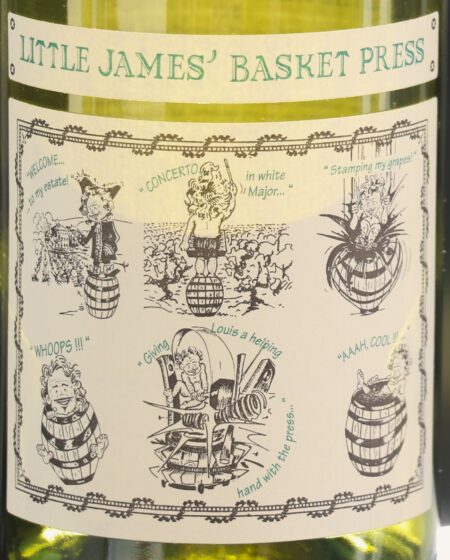 LITTLE JAMES' BASKET PRESS
"WELCOME...
to my estate!"
"CONCERTO
in white
Major..."
"Stamping my grapes!"
"WHOOPS !!!"
"Giving Louis a helping
hand with the press..."
"AAAH, COOL !!!"